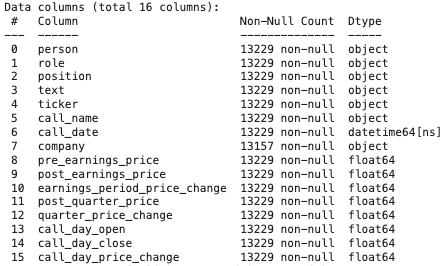 Data columns (total 16 columns):
 #   Column                        Non-Null Count  Dtype
---  ------                        --------------  -----
 0   person                        13229 non-null  object
 1   role                          13229 non-null  object
 2   position                      13229 non-null  object
 3   text                          13229 non-null  object
 4   ticker                        13229 non-null  object
 5   call_name                     13229 non-null  object
 6   call_date                     13229 non-null  datetime64[ns]
 7   company                       13157 non-null  object
 8   pre_earnings_price            13229 non-null  float64
 9   post_earnings_price           13229 non-null  float64
 10  earnings_period_price_change  13229 non-null  float64
 11  post_quarter_price            13229 non-null  float64
 12  quarter_price_change          13229 non-null  float64
 13  call_day_open                 13229 non-null  float64
 14  call_day_close                13229 non-null  float64
 15  call_day_price_change         13229 non-null  float64